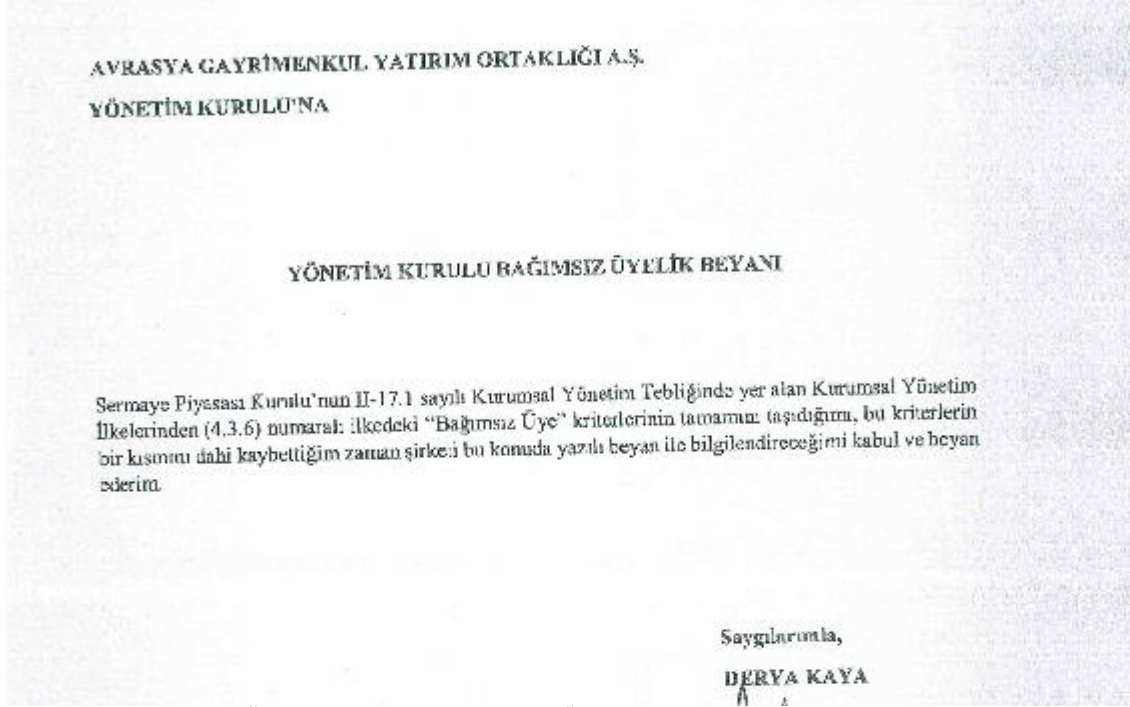 AVRASYA GAYRİMENKUL YATIRIM ORTAKLIĞI A.Ş.
YÖNETİM KURULU'NA
YÖNETİM KURULU BAĞIMSIZ ÜYELİK BEYANI
Sermaye Piyasası Kurulu'nun II-17.1 sayılı Kurumsal Yönetim Tebliğinde yer alan Kurumsal Yönetim
İlkelerinden (4.3.6) numaralı ilkedeki “Bağımsız Üye” kriterlerinin tamamını taşıdığımı, bu kriterlerin
bir kısmını dahi kaybettiğim zaman şirketi bu konuda yazılı beyan ile bilgilendireceğimi kabul ve beyan
ederim.
Saygılarımla,
DERYA KAYA